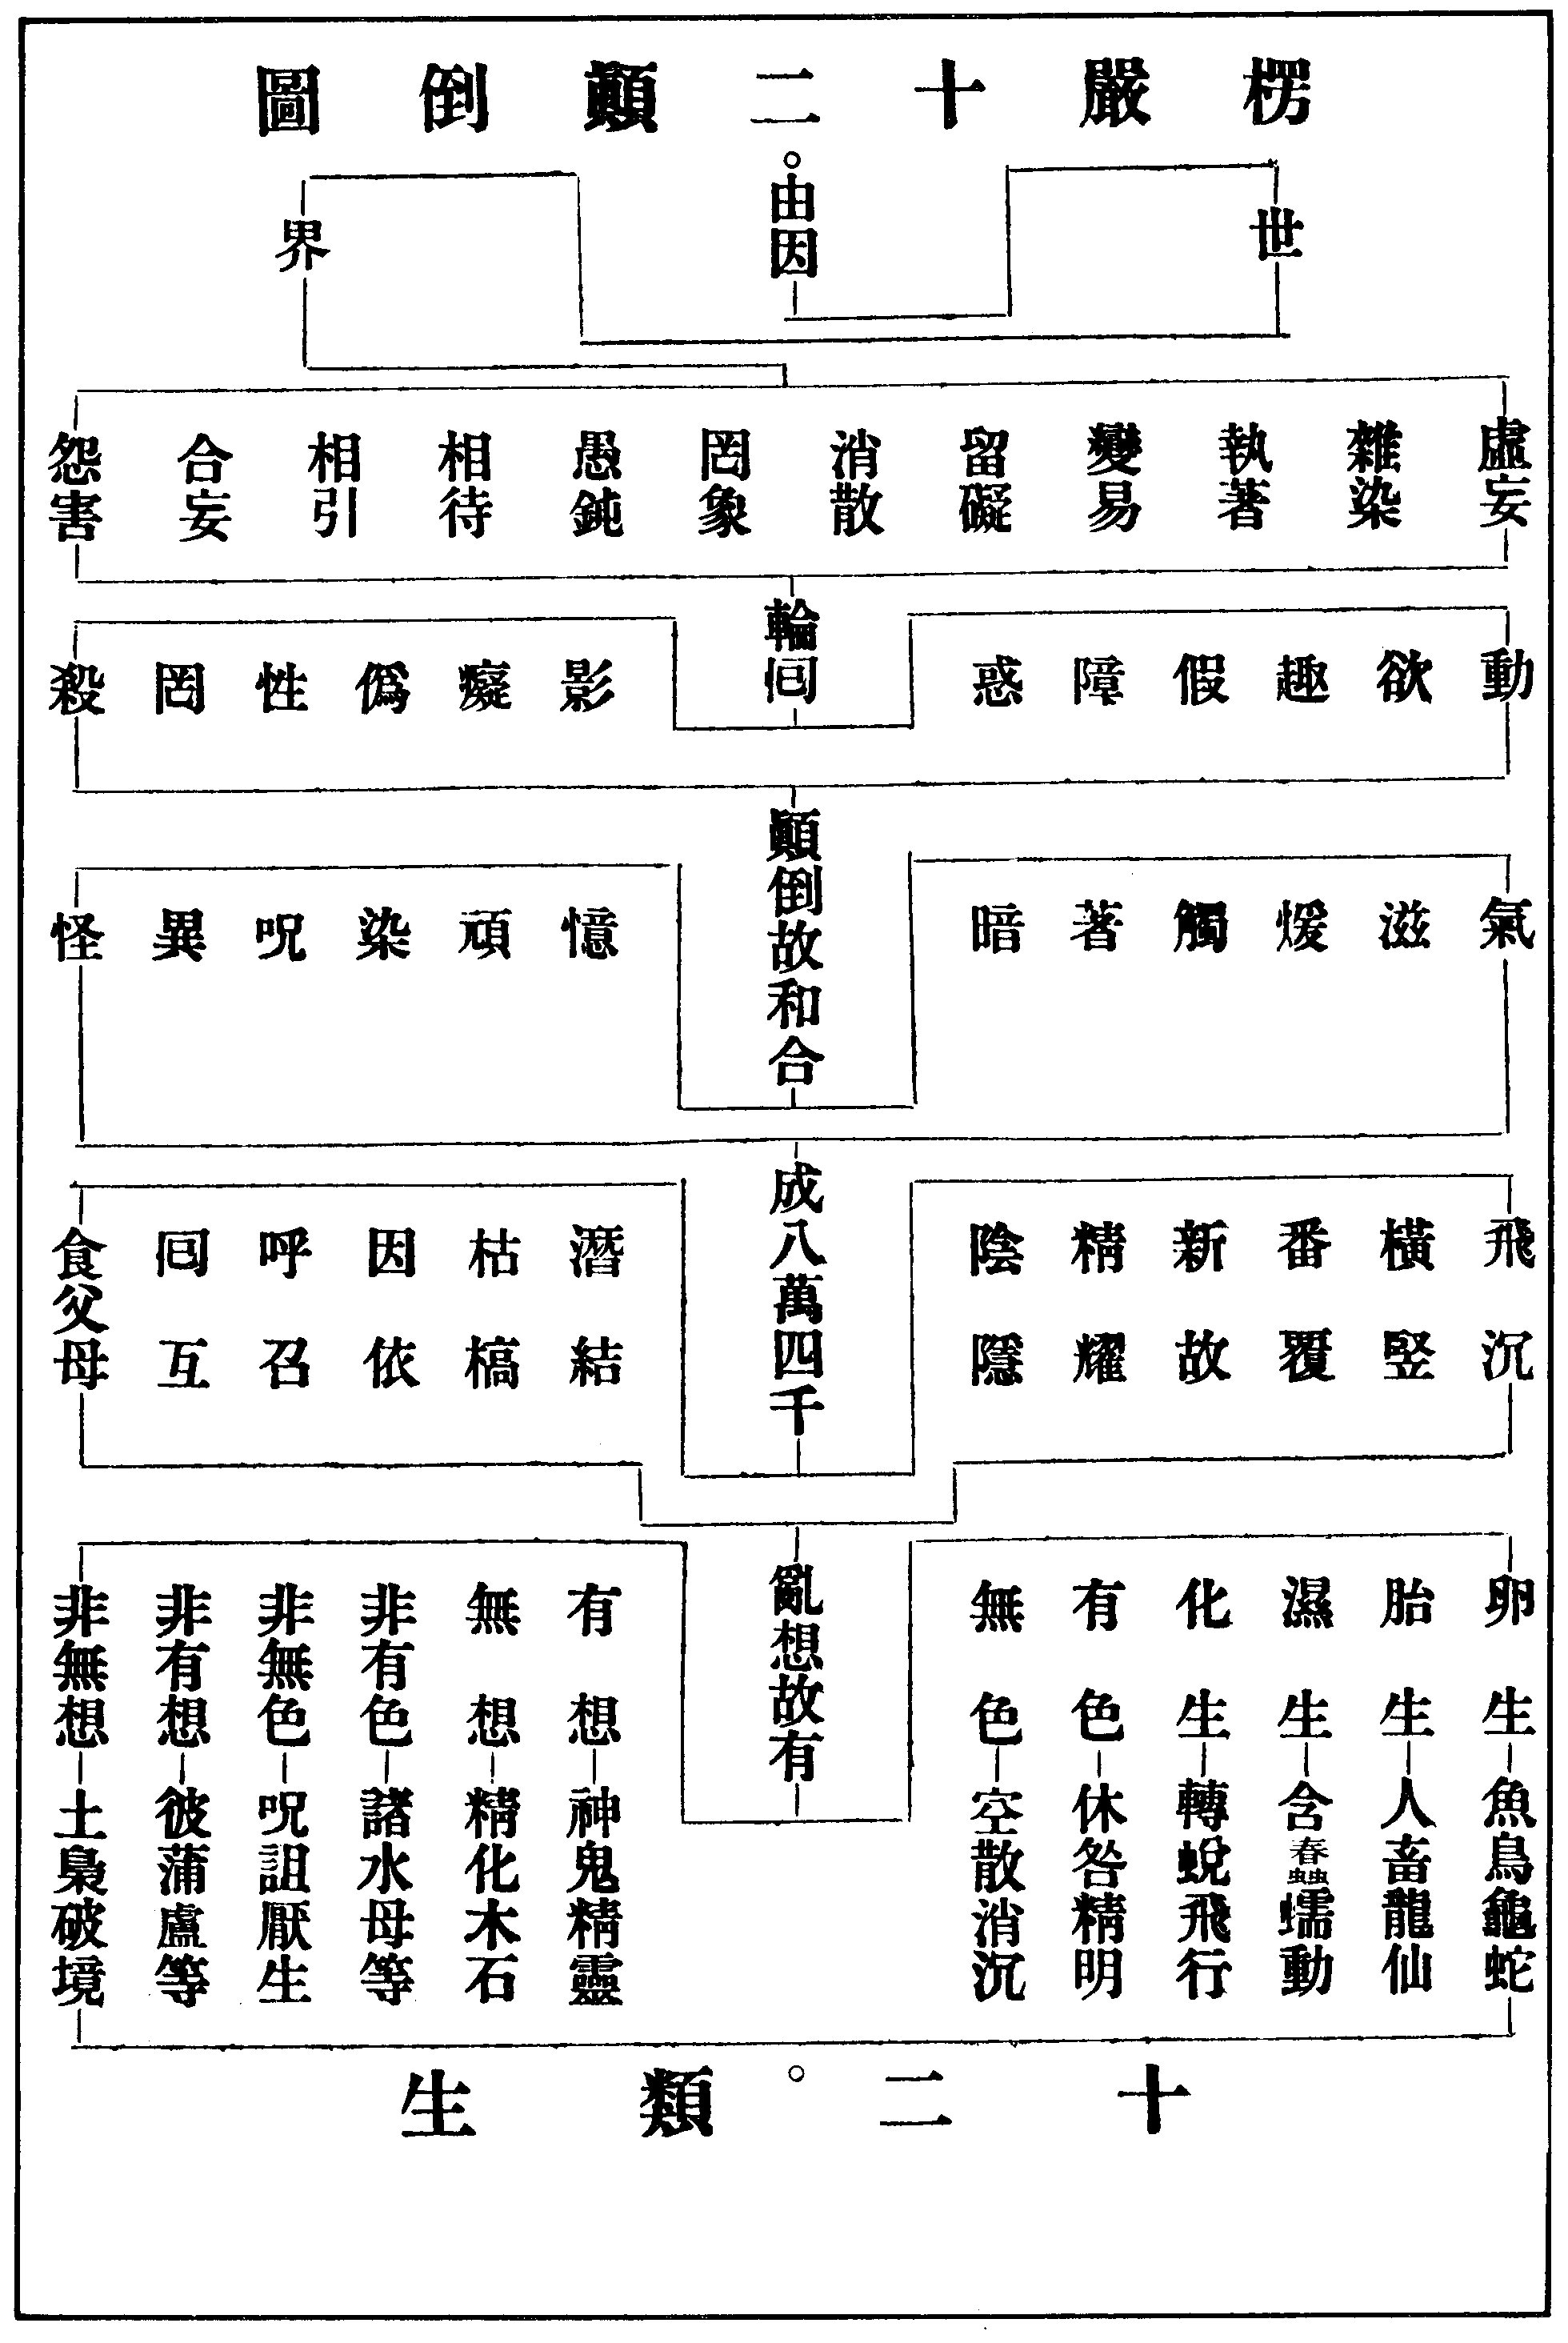 楞嚴十二顚倒圖
由因
世
界
虛妄
雜染
執著
變易
留礙
消散
罔象
愚鈍
相待
相引
合妄
怨害
輪囘
動
欲
趣
假
障
惑
影
癡
僞
性
罔
殺
顚倒故和合
氣
滋
煖
觸
著
暗
憶
頑
染
呪
異
怪
成八萬四千
飛沉
橫竪
番覆
新故
精耀
陰隱
潛結
枯槁
因依
呼召
囘互
食父母
亂想故有
卵生 魚鳥龜蛇
胎生 人畜龍仙
濕生 含蠢蠕動
化生 轉蛻飛行
有色 休咎精明
無色 空散消沉
有想 神鬼精靈
無想 精化木石
非有色 諸水母等
非無色 呪詛厭生
非有想 彼蒲盧等
非無想 土梟破境
十二類生